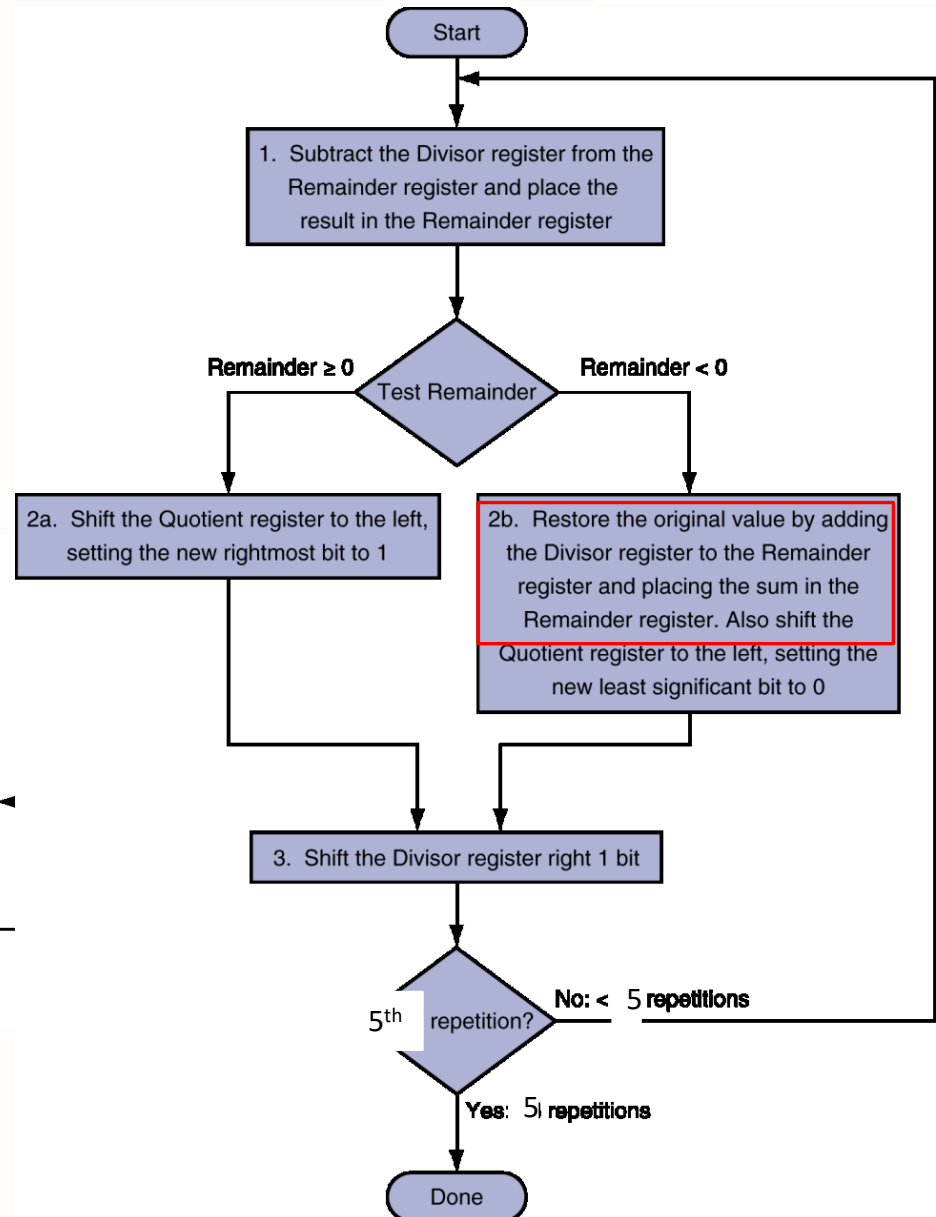 Start
1. Subtract the Divisor register from the
Remainder register and place the
result in the Remainder register
Remainder ≥ 0
Remainder < 0
Test Remainder
2a. Shift the Quotient register to the left,
setting the new rightmost bit to 1
2b. Restore the original value by adding
the Divisor register to the Remainder
register and placing the sum in the
Remainder register. Also shift the
Quotient register to the left, setting the
new least significant bit to 0
3. Shift the Divisor register right 1 bit
No: < 5 repetitions
5th repetition?
Yes: 5 repetitions
Done